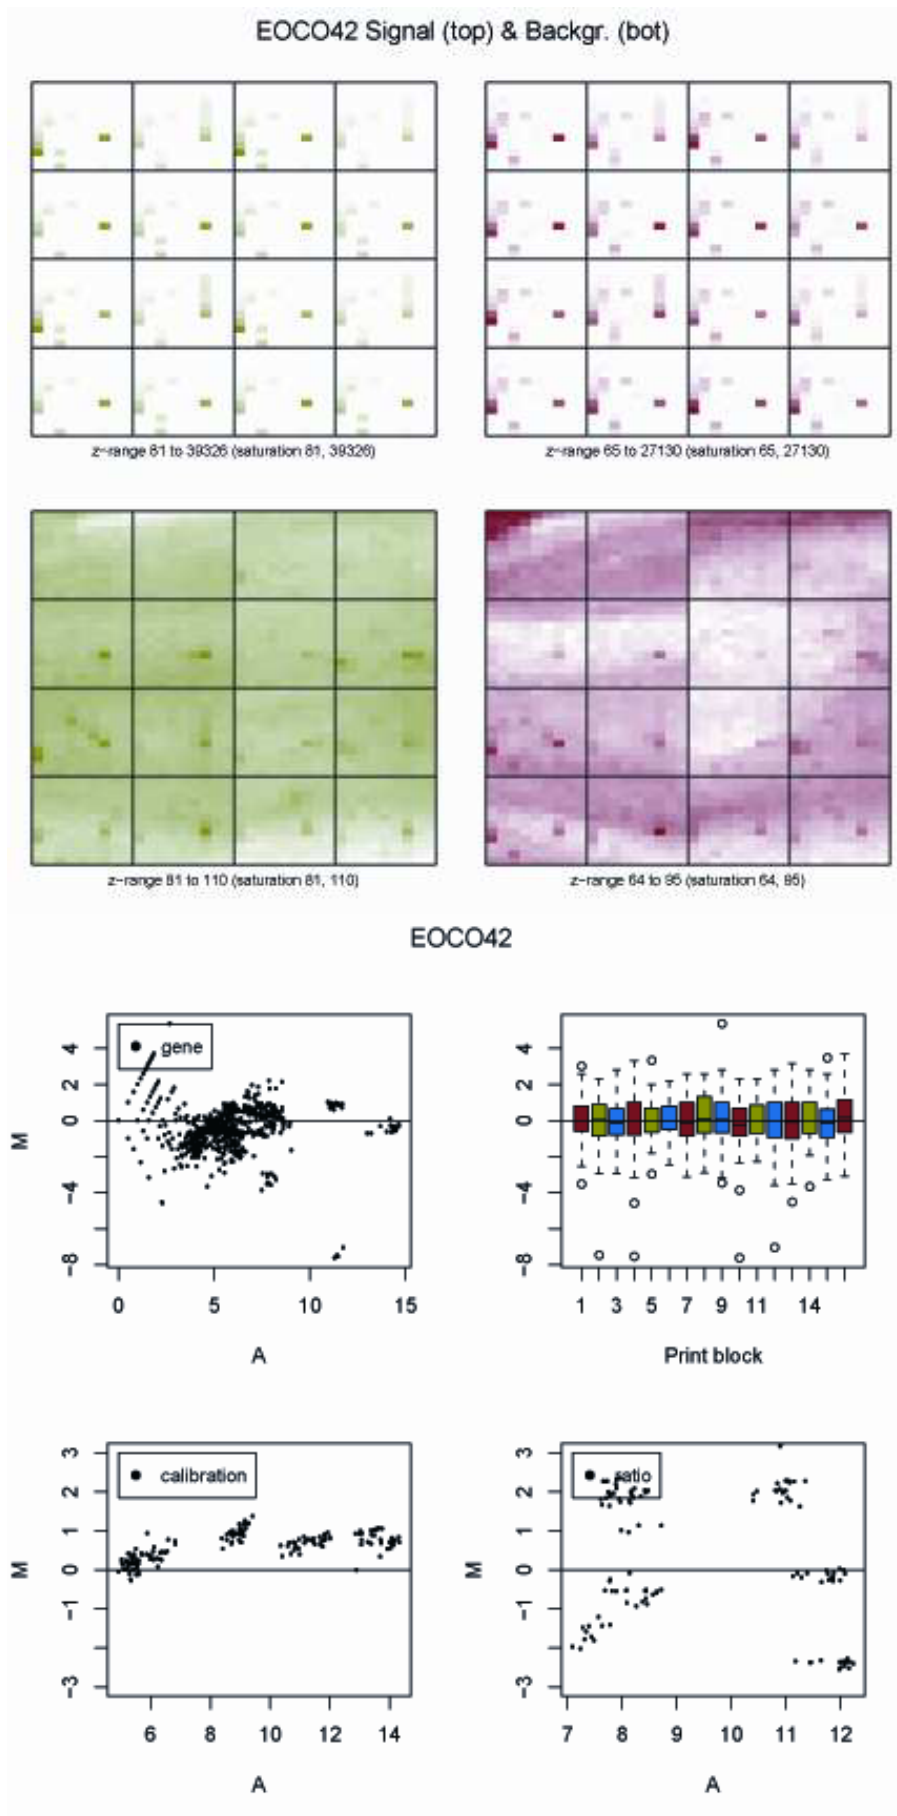 EOCO42 Signal (top) & Backgr. (bot)
z-range 81 to 39326 (saturation 81, 39326)
z-range 65 to 27130 (saturation 65, 27130)
z-range 81 to 110 (saturation 81, 110)
z-range 64 to 95 (saturation 64, 95)
EOCO42
gene
M
4
2
0
-4
-8
0 5 10 15
A
4
2
0
-4
-8
1 3 5 7 9 11 14
Print block
calibration
M
3
2
1
0
-1
-3
6 8 10 12 14
A
ratio
M
3
2
1
0
-1
-3
7 8 9 10 11 12
A